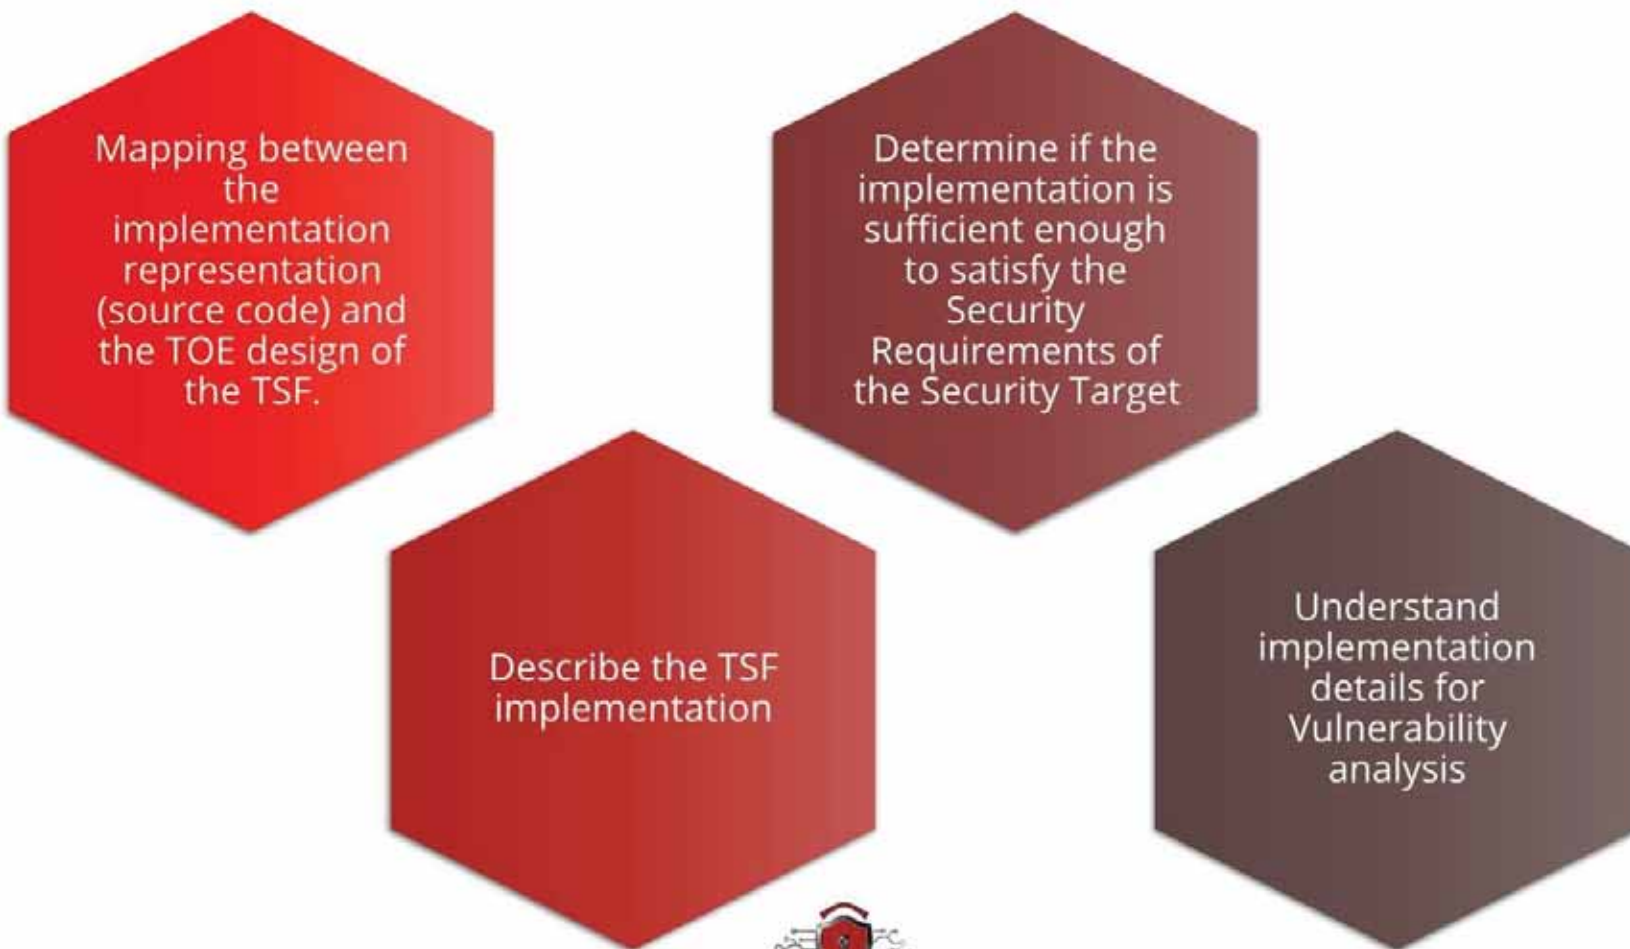 Mapping between
the
implementation
representation
(source code) and
the TOE design of
the TSF.
Describe the TSF
implementation
Determine if the
implementation is
sufficient enough
to satisfy the
Security
Requirements of
the Security Target
Understand
implementation
details for
Vulnerability
analysis